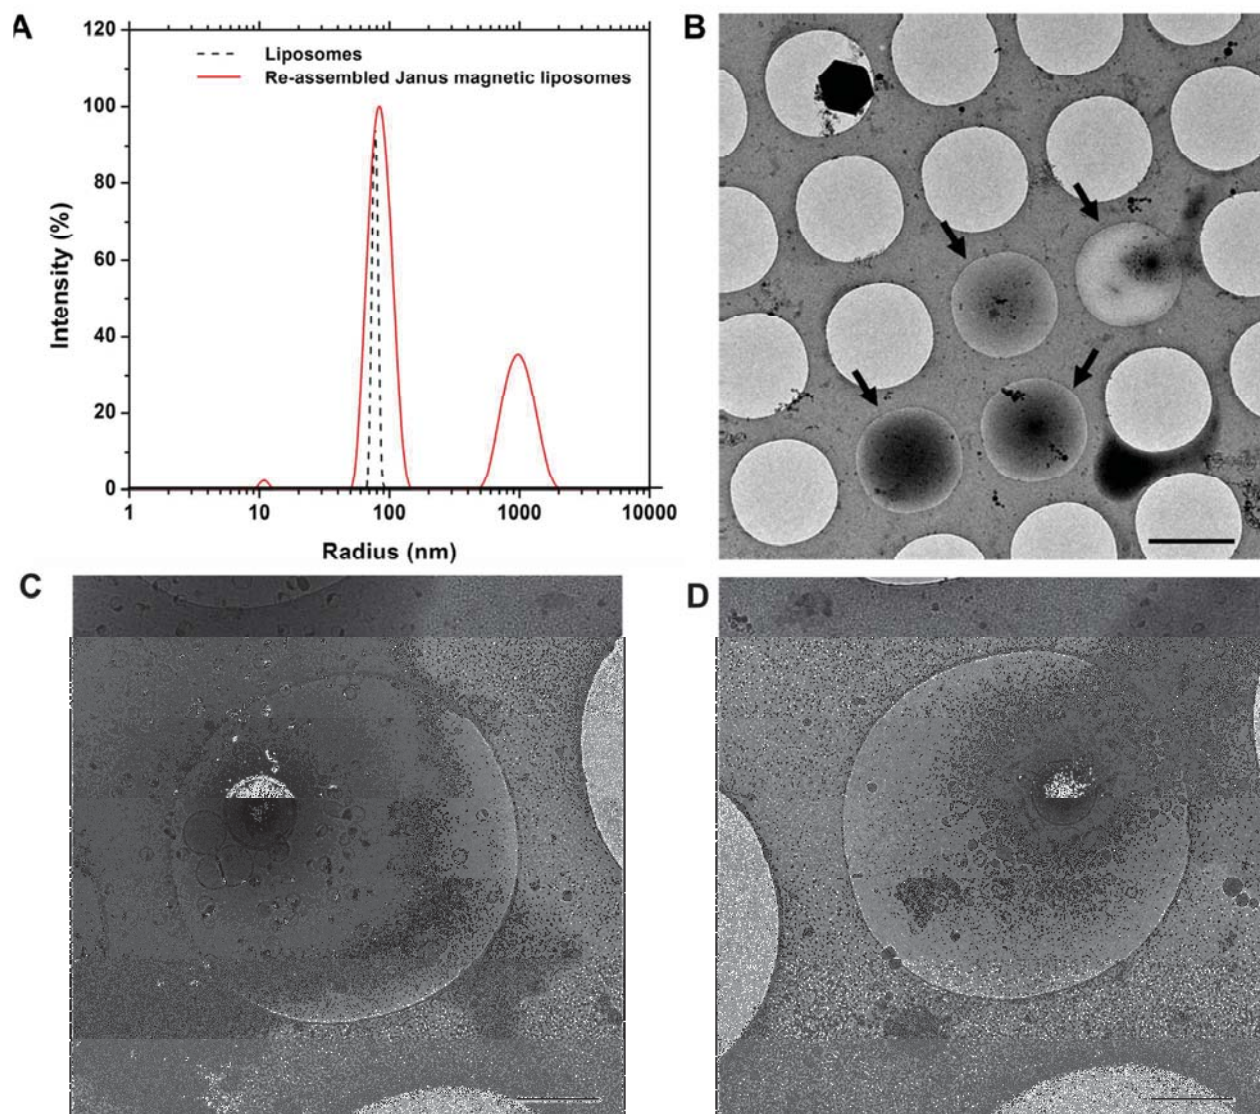 A
B
120
100
80
60
40
20
0
Intensity (%)
Liposomes
Re-assembled Janus magnetic liposomes
1
10
100
1000
10000
Radius (nm)
C
D